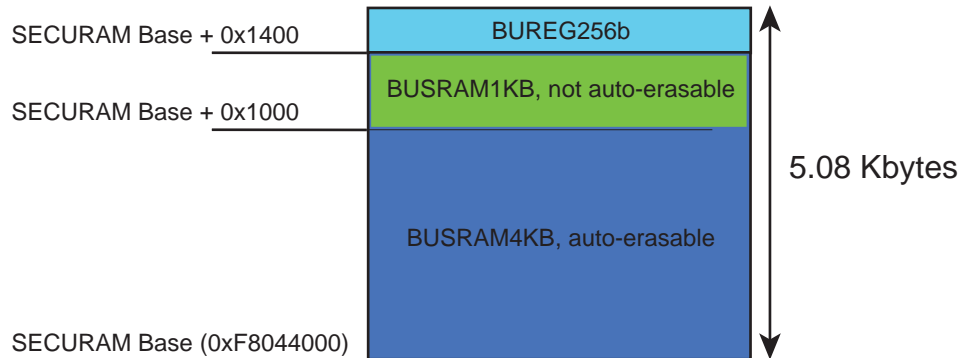 SECURAM Base + 0x1400
BUREG256b
BUSRAM1KB, not auto-erasable
SECURAM Base + 0x1000
5.08 Kbytes
BUSRAM4KB, auto-erasable
SECURAM Base (0xF8044000)